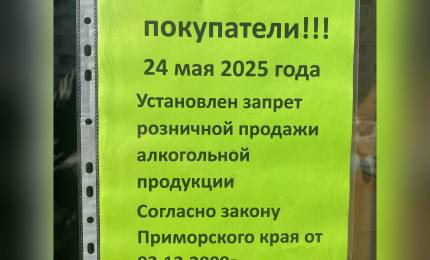 покупатели!!!
24 мая 2025 года
Установлен запрет
розничной продажи
алкогольной
продукции
Согласно закону
Приморского края от